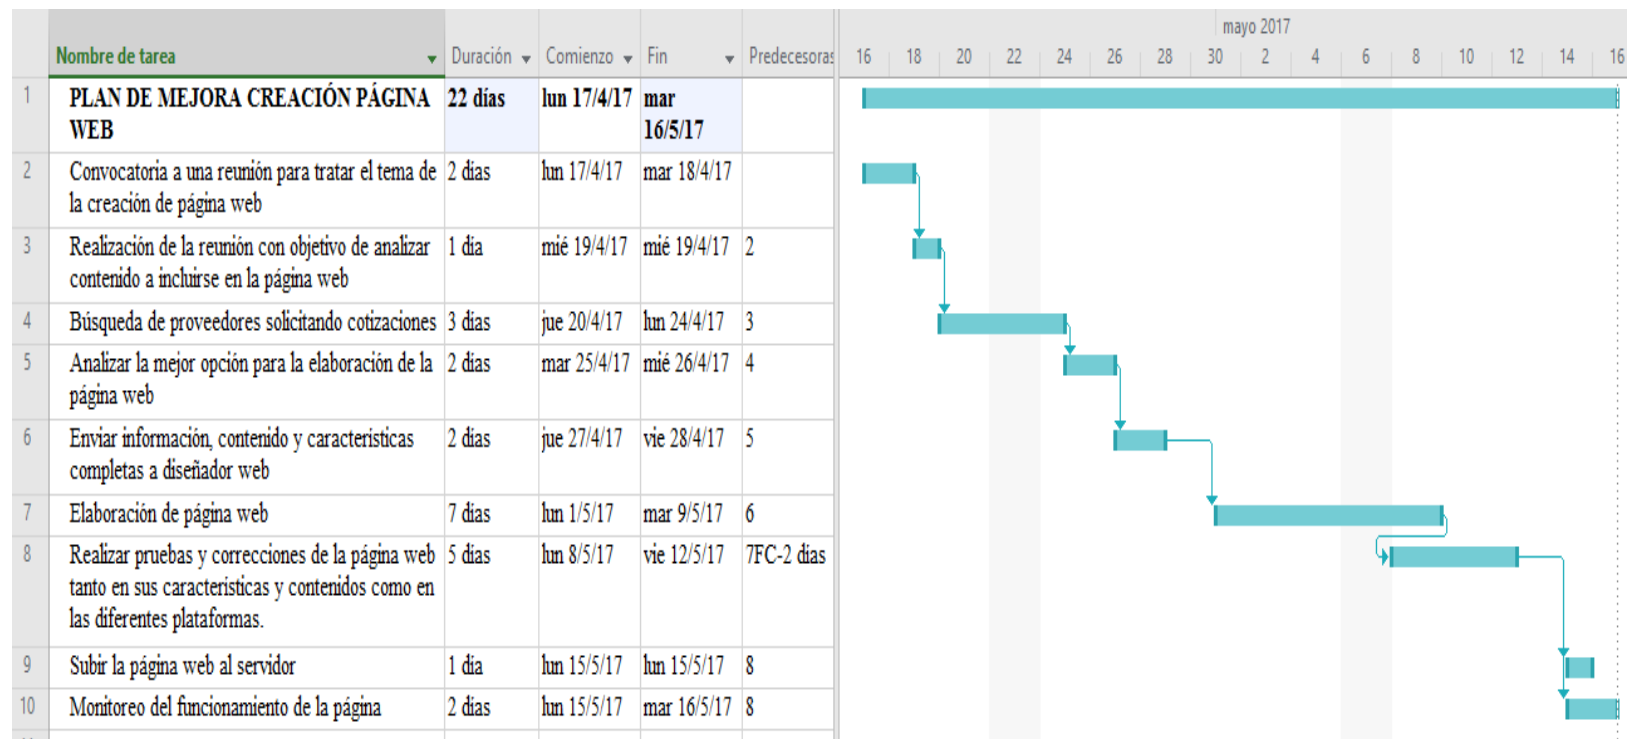 mayo 2017
Nombre de tarea Duración Comienzo Fin Predecesoras 16 18 20 22 24 26 28 30 2 4 6 8 10 12 14 16
1 PLAN DE MEJORA CREACIÓN PÁGINA 22 días lun 17/4/17 mar
WEB 16/5/17
2 Convocatoria a una reunión para tratar el tema de 2 días lun 17/4/17 mar 18/4/17
la creación de página web
3 Realización de la reunión con objetivo de analizar 1 día mié 19/4/17 mié 19/4/17 2
contenido a incluirse en la página web
4 Búsqueda de proveedores solicitando cotizaciones 3 días jue 20/4/17 lun 24/4/17 3
5 Analizar la mejor opción para la elaboración de la 2 días mar 25/4/17 mié 26/4/17 4
página web
6 Enviar información, contenido y características 2 días jue 27/4/17 vie 28/4/17 5
completas a diseñador web
7 Elaboración de página web 7 días lun 1/5/17 mar 9/5/17 6
8 Realizar pruebas y correcciones de la página web 5 días lun 8/5/17 vie 12/5/17 7FC-2 días
tanto en sus características y contenidos como en
las diferentes plataformas.
9 Subir la página web al servidor 1 día lun 15/5/17 lun 15/5/17 8
10 Monitoreo del funcionamiento de la página 2 días lun 15/5/17 mar 16/5/17 8